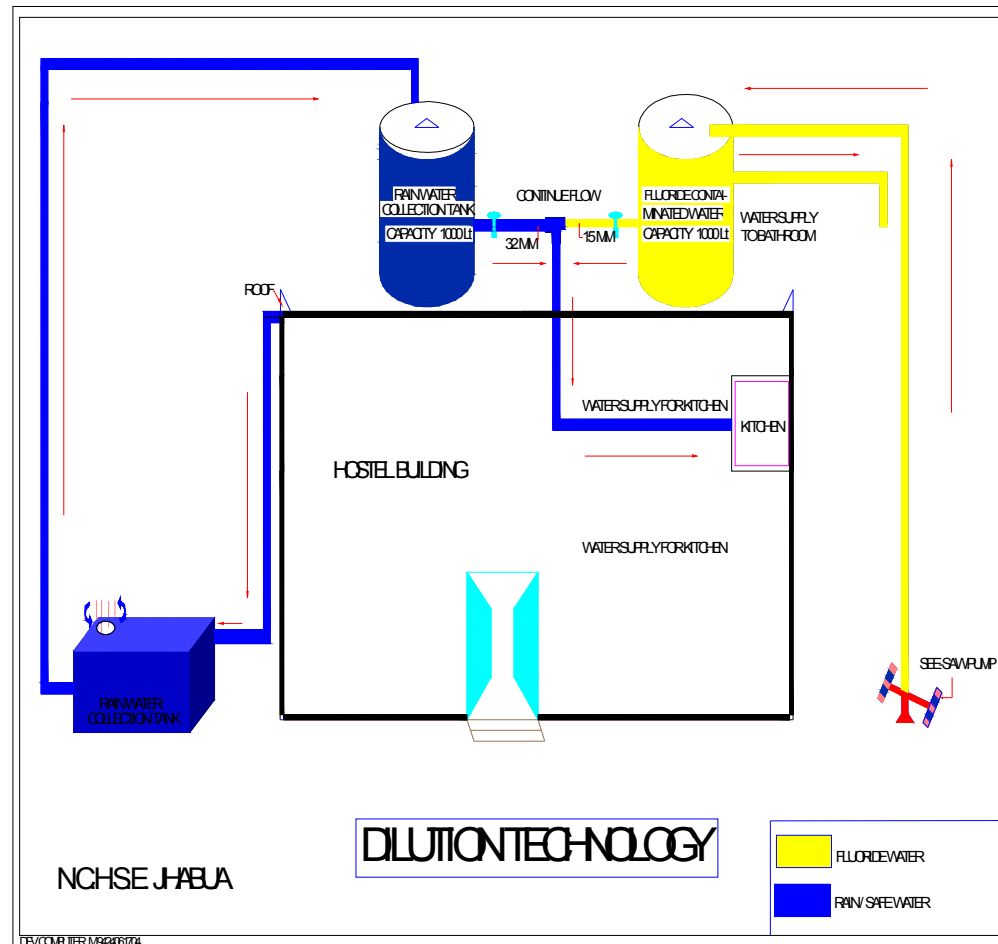 RAIN WATER
COLLECTION TANK
CAPACITY 1000 Lt
CONTINUE FLOW
32 MM
15 MM
FLUORIDE CONTA-
MINATED WATER
CAPACITY 1000 Lt
WATER SUPPLY
TO BATHROOM
ROOF
WATER SUPPLY FOR KITCHEN
KITCHEN
HOSTEL BUILDING
WATER SUPPLY FOR KITCHEN
SEE-SAW PUMP
RAIN WATER
COLLECTION TANK
DILUTION TECHNOLOGY
NCHSE JHABUA
FLUORIDE WATER
RAIN / SAFE WATER
DEV COMPUTER